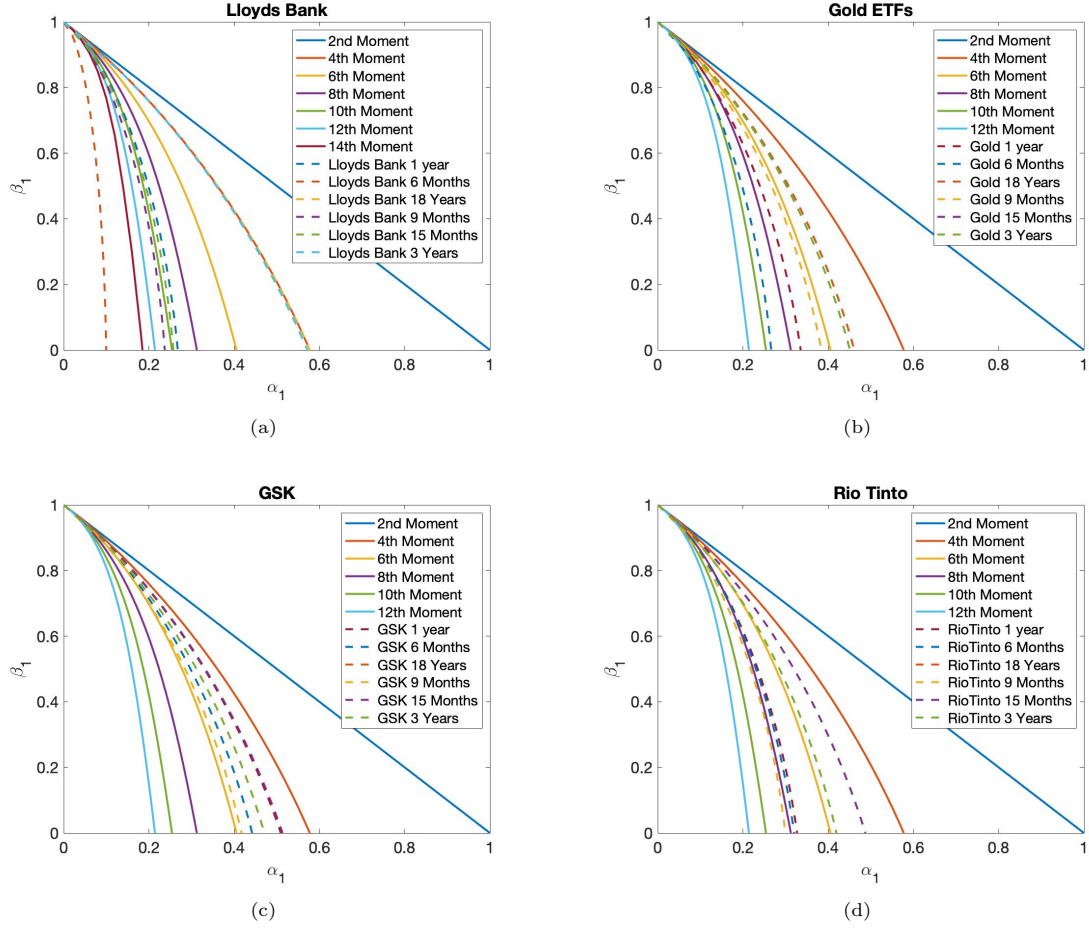 Lloyds Bank
1
0.8
0.6
0.4
0.2
0
β1
0
0.2
0.4
0.6
0.8
1
α1
2nd Moment
4th Moment
6th Moment
8th Moment
10th Moment
12th Moment
14th Moment
Lloyds Bank 1 year
Lloyds Bank 6 Months
Lloyds Bank 18 Years
Lloyds Bank 9 Months
Lloyds Bank 15 Months
Lloyds Bank 3 Years
(a)
Gold ETFs
1
0.8
0.6
0.4
0.2
0
β1
0
0.2
0.4
0.6
0.8
1
α1
2nd Moment
4th Moment
6th Moment
8th Moment
10th Moment
12th Moment
Gold 1 year
Gold 6 Months
Gold 18 Years
Gold 9 Months
Gold 15 Months
Gold 3 Years
(b)
GSK
1
0.8
0.6
0.4
0.2
0
β1
0
0.2
0.4
0.6
0.8
1
α1
2nd Moment
4th Moment
6th Moment
8th Moment
10th Moment
12th Moment
GSK 1 year
GSK 6 Months
GSK 18 Years
GSK 9 Months
GSK 15 Months
GSK 3 Years
(c)
Rio Tinto
1
0.8
0.6
0.4
0.2
0
β1
0
0.2
0.4
0.6
0.8
1
α1
2nd Moment
4th Moment
6th Moment
8th Moment
10th Moment
12th Moment
RioTinto 1 year
RioTinto 6 Months
RioTinto 18 Years
RioTinto 9 Months
RioTinto 15 Months
RioTinto 3 Years
(d)